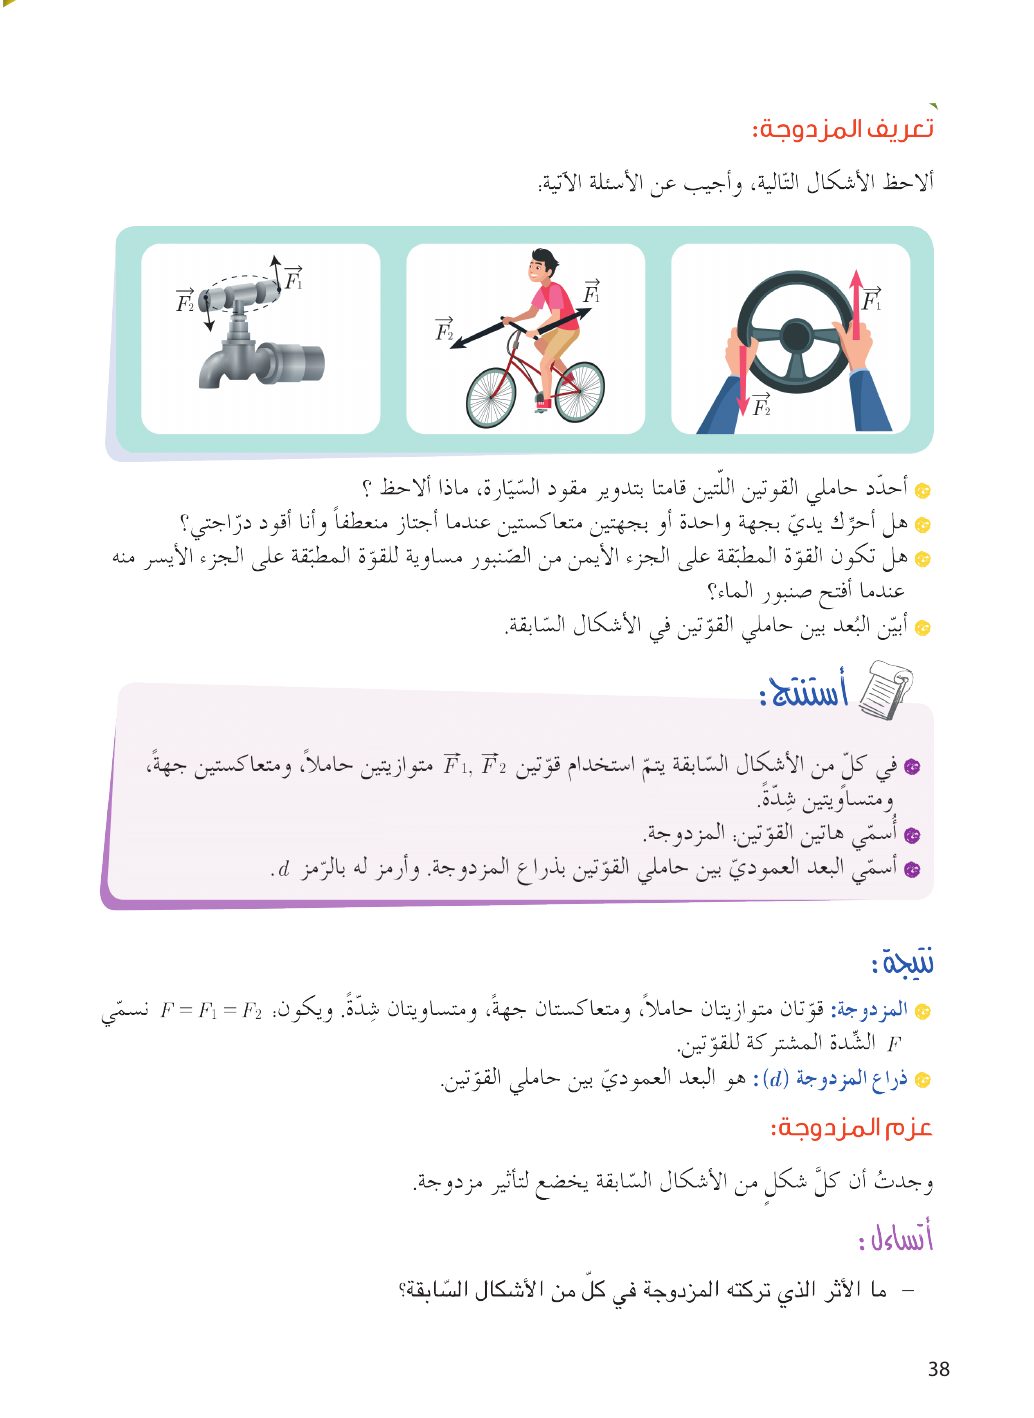 تعريف المزدوجة:
ألاحظ الأشكال التّالية، وأجيب عن الأسئلة الآتية:
F₁
F₂
F₁
F₂
F₁
F₂
أحدّد حاملي القوتين اللّتين قامتا بتدوير مقود السّيّارة، ماذا ألاحظ ؟
هل أحرّك يديّ بجهة واحدة أو بجهتين متعاكستين عندما أجتاز منعطفاً وأنا أقود درّاجتي؟
هل تكون القوّة المطبّقة على الجزء الأيمن من الصّنبور مساوية للقوّة المطبّقة على الجزء الأيسر منه
عندما أفتح صنبور الماء؟
أبيّن البُعد بين حاملي القوّتين في الأشكال السّابقة.
أستنتج:
في كلّ من الأشكال السّابقة يتمّ استخدام قوّتين F₁, F₂ متوازيتين حاملاً، ومتعاكستين جهةً،
ومتساويتين شِدّةً.
أُسمّي هاتين القوّتين: المزدوجة.
أسمّي البعد العموديّ بين حاملي القوّتين بذراع المزدوجة. وأرمز له بالرّمز d.
نتيجة:
المزدوجة: قوّتان متوازيتان حاملاً، ومتعاكستان جهةً، ومتساويتان شِدّةً. ويكون: F = F₁ = F₂ نسمّي
F الشّدة المشتركة للقوّتين.
ذراع المزدوجة (d): هو البعد العموديّ بين حاملي القوّتين.
عزم المزدوجة:
وجدتُ أن كلَّ شكلٍ من الأشكال السّابقة يخضع لتأثير مزدوجة.
أتساءل:
– ما الأثر الذي تركته المزدوجة في كلّ من الأشكال السّابقة؟
38